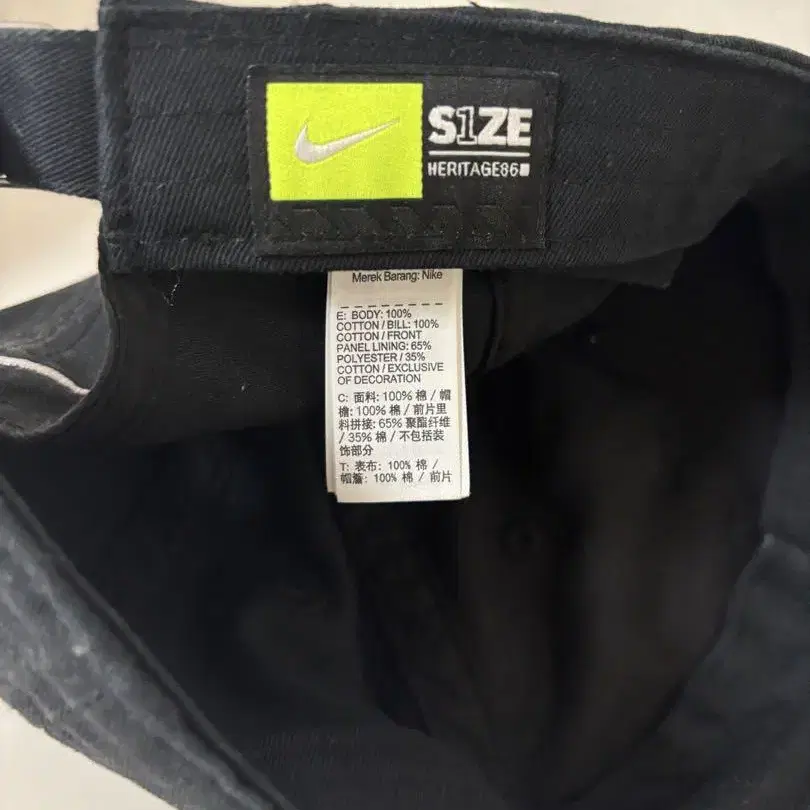 S1ZE
HERITAGE86
Merek Barang: Nike
E: BODY: 100%
COTTON / BILL: 100%
COTTON / FRONT
PANEL LINING: 65%
POLYESTER / 35%
COTTON / EXCLUSIVE
OF DECORATION
C: 面料: 100% 棉 / 帽
檐: 100% 棉 / 前片里
料拼接: 65% 聚酯纤维
/ 35% 棉 / 不包括装
饰部分
T: 表布: 100% 棉 /
帽簷: 100% 棉 / 前片